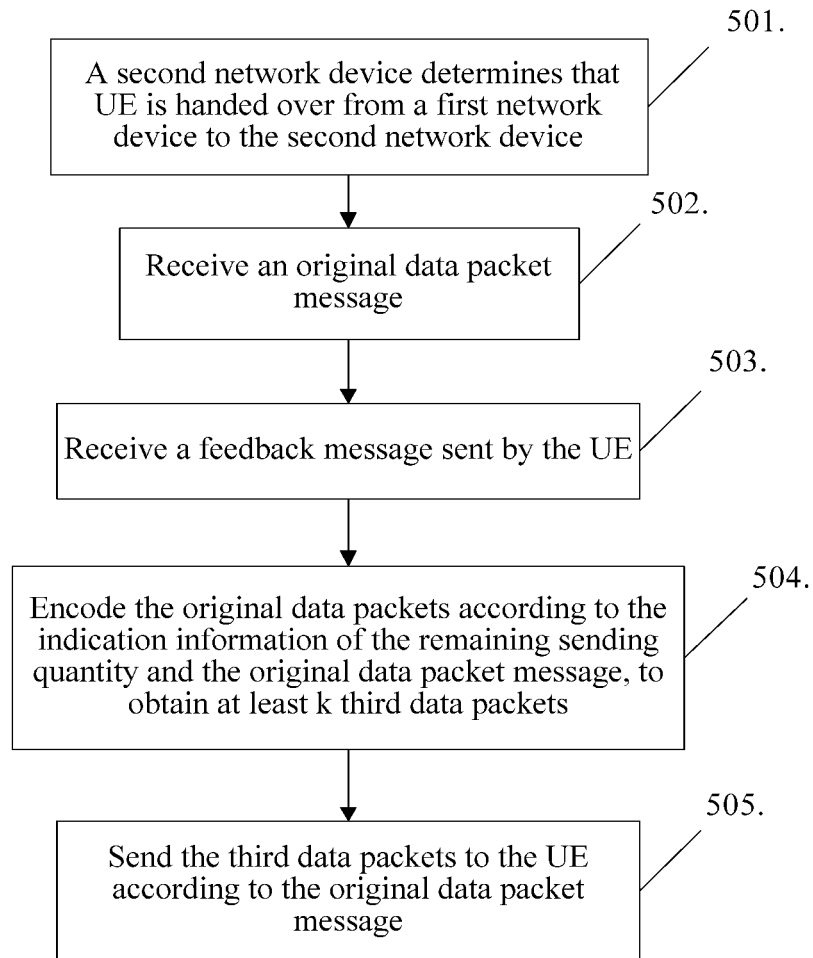 501.
A second network device determines that
UE is handed over from a first network
device to the second network device
502.
Receive an original data packet
message
503.
Receive a feedback message sent by the UE
504.
Encode the original data packets according to the
indication information of the remaining sending
quantity and the original data packet message, to
obtain at least k third data packets
505.
Send the third data packets to the UE
according to the original data packet
message